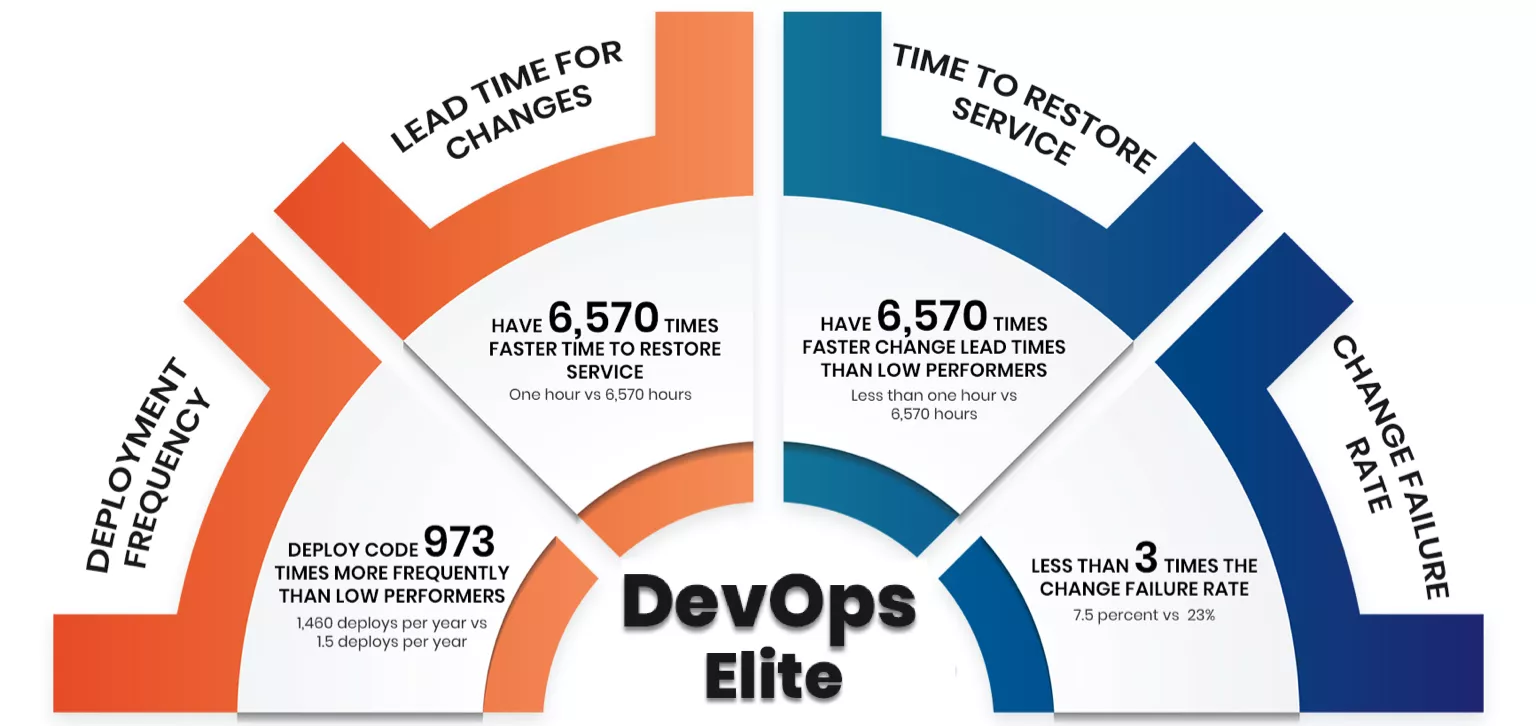 DEPLOYMENT
FREQUENCY
DEPLOY CODE 973
TIMES MORE FREQUENTLY
THAN LOW PERFORMERS
1,460 deploys per year vs
1.5 deploys per year
LEAD TIME FOR
CHANGES
HAVE 6,570 TIMES
FASTER TIME TO RESTORE
SERVICE
One hour vs 6,570 hours
TIME TO RESTORE
SERVICE
HAVE 6,570 TIMES
FASTER CHANGE LEAD TIMES
THAN LOW PERFORMERS
Less than one hour vs
6,570 hours
CHANGE FAILURE
RATE
LESS THAN 3 TIMES THE
CHANGE FAILURE RATE
7.5 percent vs 23%
DevOps
Elite